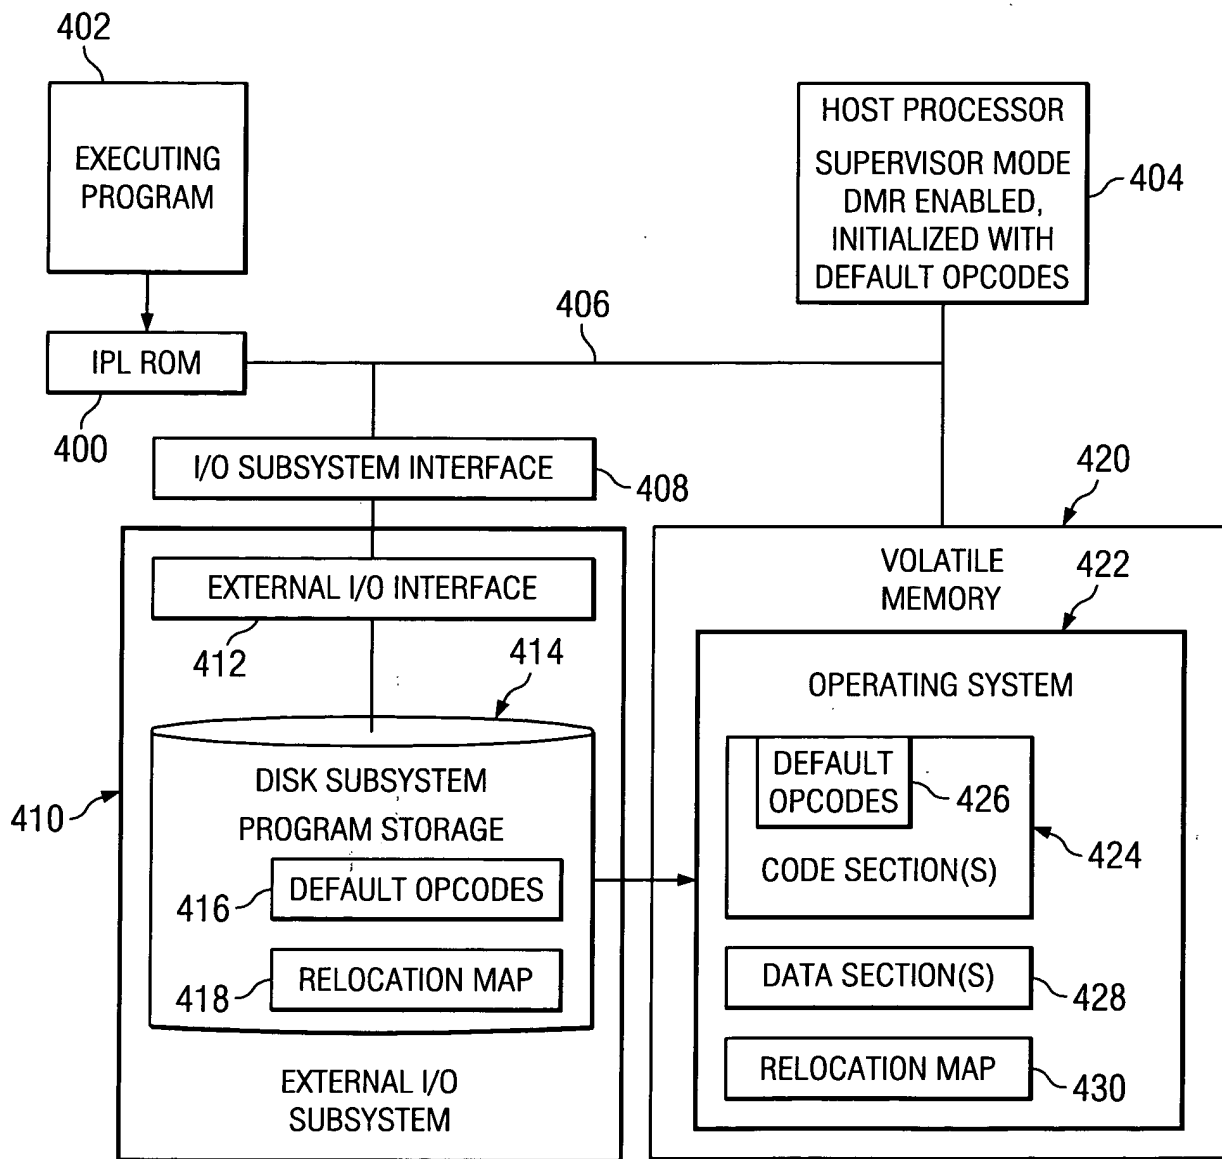 402
EXECUTING
PROGRAM
HOST PROCESSOR
SUPERVISOR MODE
DMR ENABLED,
INITIALIZED WITH
DEFAULT OPCODES
404
406
IPL ROM
400
I/O SUBSYSTEM INTERFACE
408
420
EXTERNAL I/O INTERFACE
412
414
VOLATILE
MEMORY
422
OPERATING SYSTEM
410
DISK SUBSYSTEM
PROGRAM STORAGE
416
DEFAULT OPCODES
418
RELOCATION MAP
EXTERNAL I/O
SUBSYSTEM
DEFAULT
OPCODES
426
424
CODE SECTION(S)
DATA SECTION(S)
428
RELOCATION MAP
430